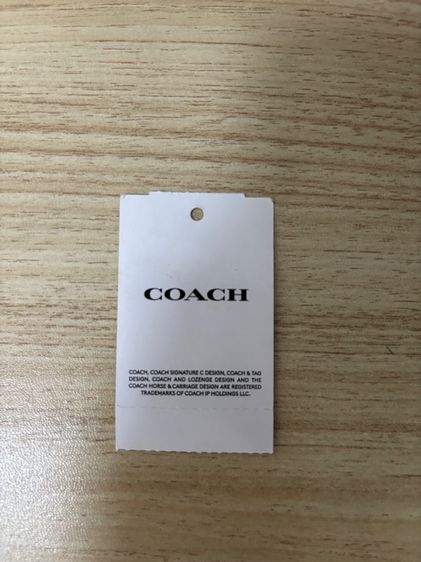 COACH
COACH, COACH SIGNATURE C DESIGN, COACH & TAG
DESIGN, COACH AND LOZENGE DESIGN AND THE
COACH HORSE & CARRIAGE DESIGN ARE REGISTERED
TRADEMARKS OF COACH IP HOLDINGS LLC.